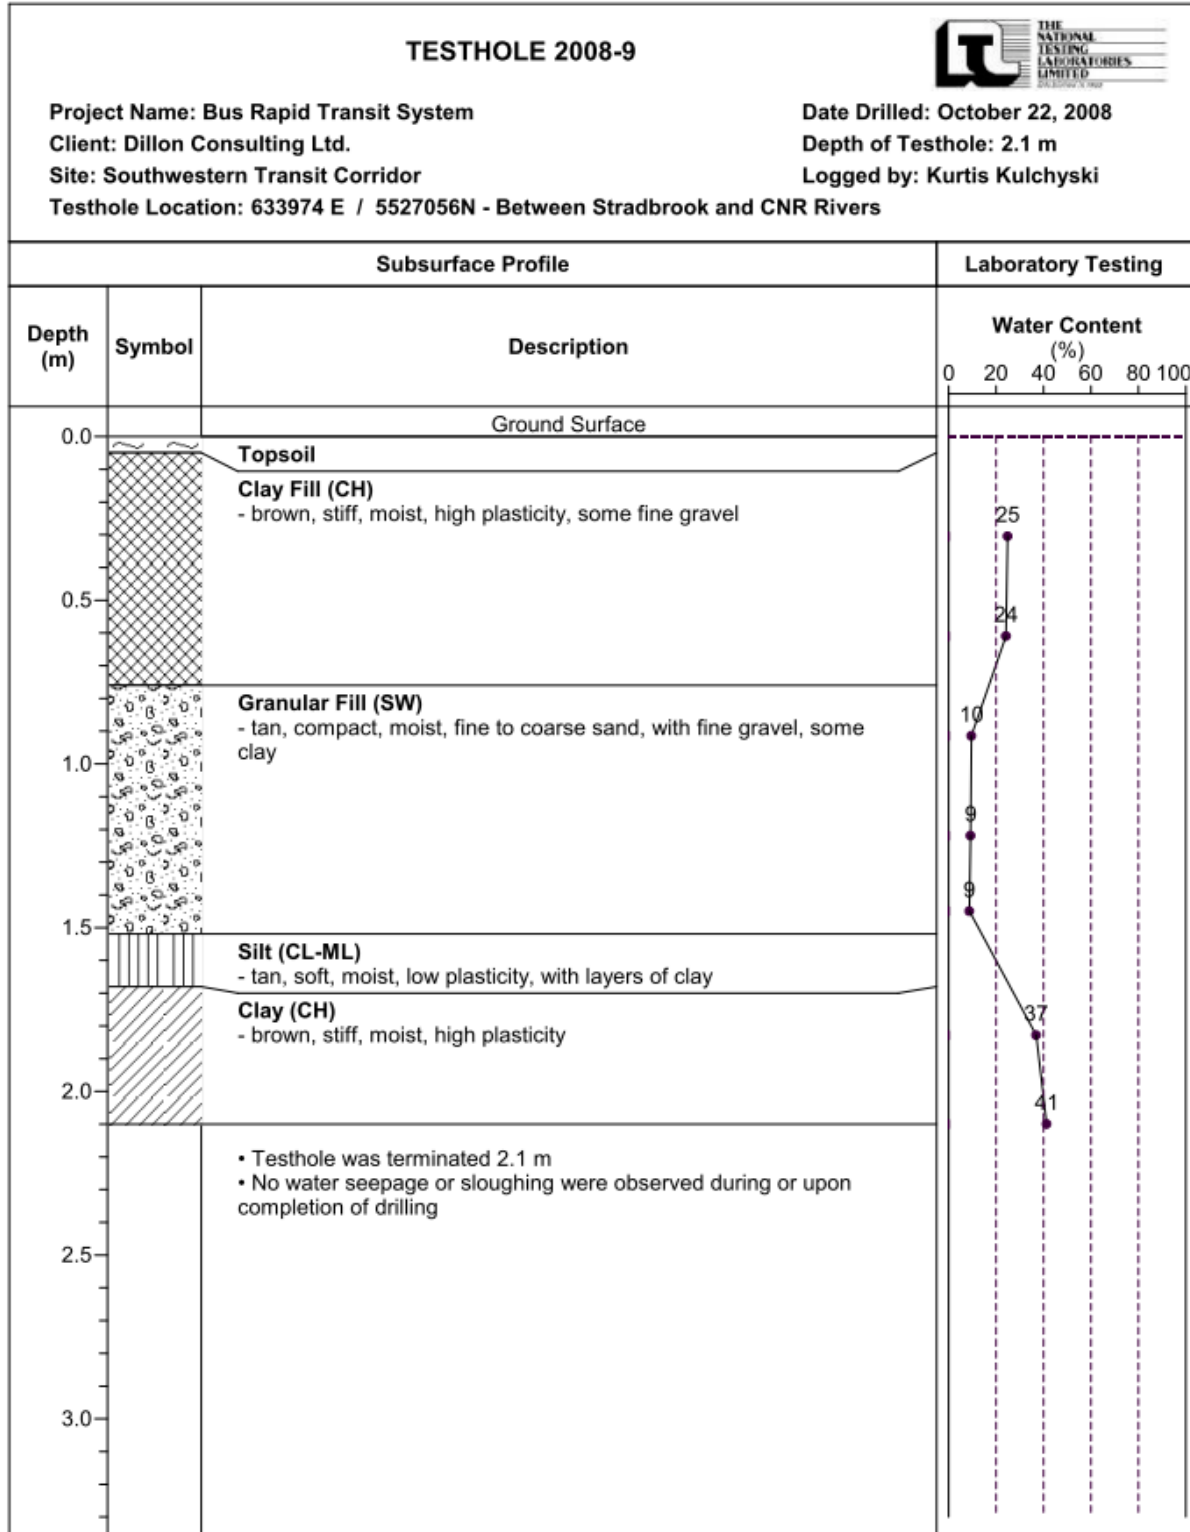 TESTHOLE 2008-9
THE
NATIONAL
TESTING
LABORATORIES
LIMITED
Project Name: Bus Rapid Transit System
Date Drilled: October 22, 2008
Client: Dillon Consulting Ltd.
Depth of Testhole: 2.1 m
Site: Southwestern Transit Corridor
Logged by: Kurtis Kulchyski
Testhole Location: 633974 E / 5527056N - Between Stradbrook and CNR Rivers
Subsurface Profile
Laboratory Testing
Depth
(m)
Symbol
Description
Water Content
(%)
0 20 40 60 80 100
Ground Surface
0.0
Topsoil
Clay Fill (CH)
- brown, stiff, moist, high plasticity, some fine gravel
25
0.5
24
Granular Fill (SW)
- tan, compact, moist, fine to coarse sand, with fine gravel, some
clay
10
1.0
9
9
1.5
Silt (CL-ML)
- tan, soft, moist, low plasticity, with layers of clay
Clay (CH)
- brown, stiff, moist, high plasticity
37
2.0
41
• Testhole was terminated 2.1 m
• No water seepage or sloughing were observed during or upon
completion of drilling
2.5
3.0